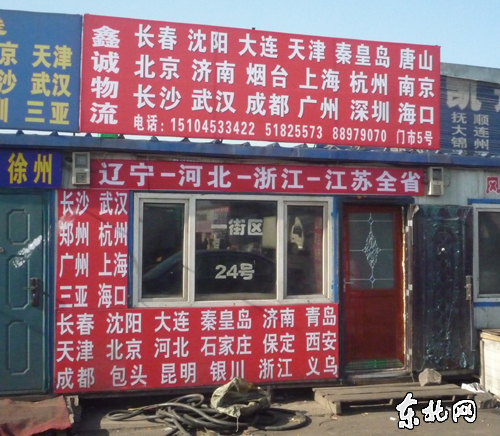 鑫诚物流
长春 沈阳 大连 天津 秦皇岛 唐山
北京 济南 烟台 上海 杭州 南京
长沙 武汉 成都 广州 深圳 海口
电话：15104533422 51825573 88979070 门市5号
京 天津
沙 武汉
州 三亚
抚顺
大连
锦州
徐州
辽宁-河北-浙江-江苏全省
风
长沙 武汉
郑州 杭州
广州 上海
三亚 海口
一街区
24号
长春 沈阳 大连 秦皇岛 济南 青岛
天津 北京 河北 石家庄 保定 西安
成都 包头 昆明 银川 浙江 义乌
东北网